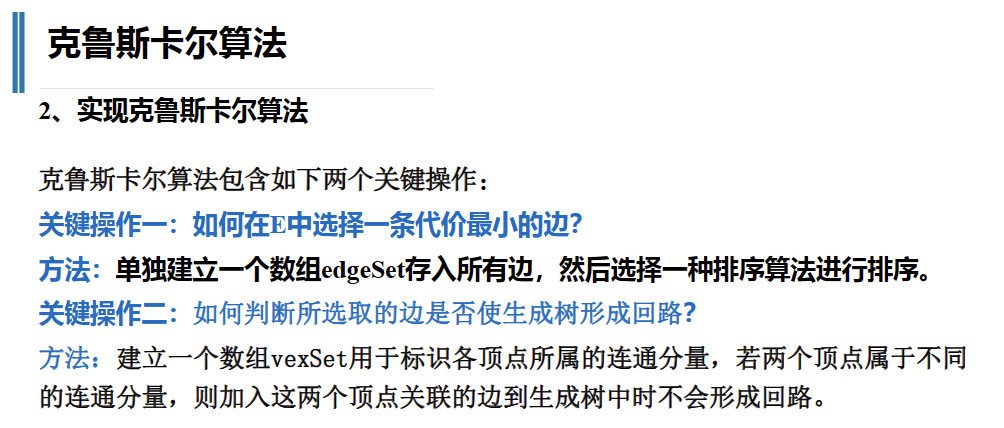 克鲁斯卡尔算法
2、实现克鲁斯卡尔算法
克鲁斯卡尔算法包含如下两个关键操作：
关键操作一：如何在E中选择一条代价最小的边？
方法：单独建立一个数组edgeSet存入所有边，然后选择一种排序算法进行排序。
关键操作二：如何判断所选取的边是否使生成树形成回路？
方法：建立一个数组vexSet用于标识各顶点所属的连通分量，若两个顶点属于不同
的连通分量，则加入这两个顶点关联的边到生成树中时不会形成回路。